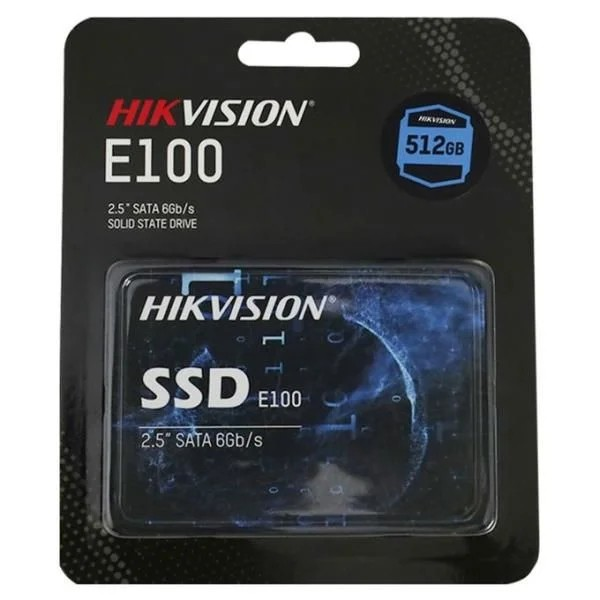 HIKVISION®
E100
2.5" SATA 6Gb/s
SOLID STATE DRIVE
HIKVISION
512GB
HIKVISION®
SSD E100
2.5" SATA 6Gb/s